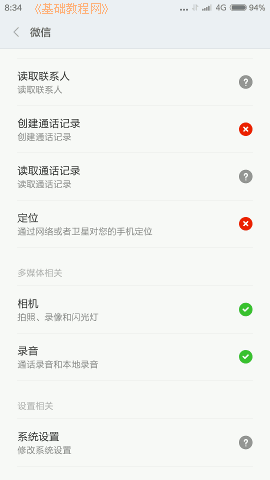 8:34 《基础教程网》 ... 4G 94%
微信
读取联系人
读取联系人
创建通话记录
创建通话记录
读取通话记录
读取通话记录
定位
通过网络或者卫星对您的手机定位
多媒体相关
相机
拍照、录像和闪光灯
录音
通话录音和本地录音
设置相关
系统设置
修改系统设置